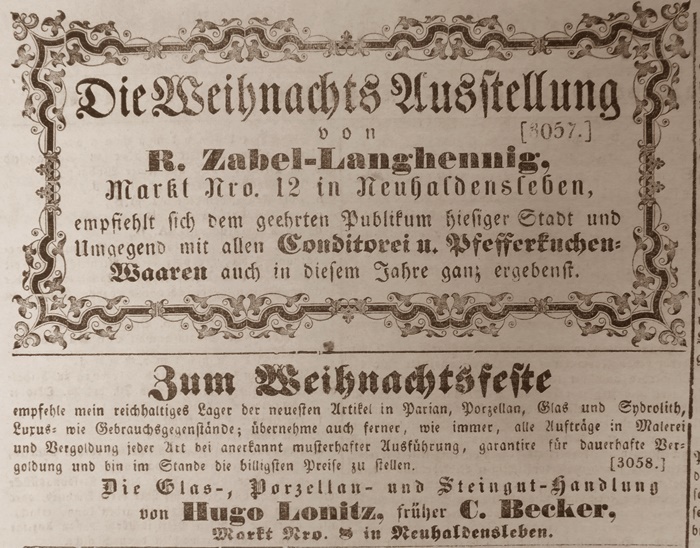 Die Weihnachts Ausstellung
von [3057.]
R. Zabel-Langhennig,
Markt Nro. 12 in Neuhaldensleben,
empfiehlt sich dem geehrten Publikum hiesiger Stadt und
Umgegend mit allen Conditorei u. Pfefferkuchen-
Waaren auch in diesem Jahre ganz ergebenst.
Zum Weihnachtsfeste
empfehle mein reichhaltiges Lager der neuesten Artikel in Parian, Porzellan, Glas und Sydrolith,
Luxus- wie Gebrauchsgegenstände; übernehme auch ferner, wie immer, alle Aufträge in Malerei
und Vergoldung jeder Art bei anerkannt musterhafter Ausführung, garantire für dauerhafte Ver-
goldung und bin im Stande die billigsten Preise zu stellen. [3058.]
Die Glas-, Porzellan- und Steingut-Handlung
von Hugo Lonitz, früher C. Becker,
Markt Nro. 8 in Neuhaldensleben.